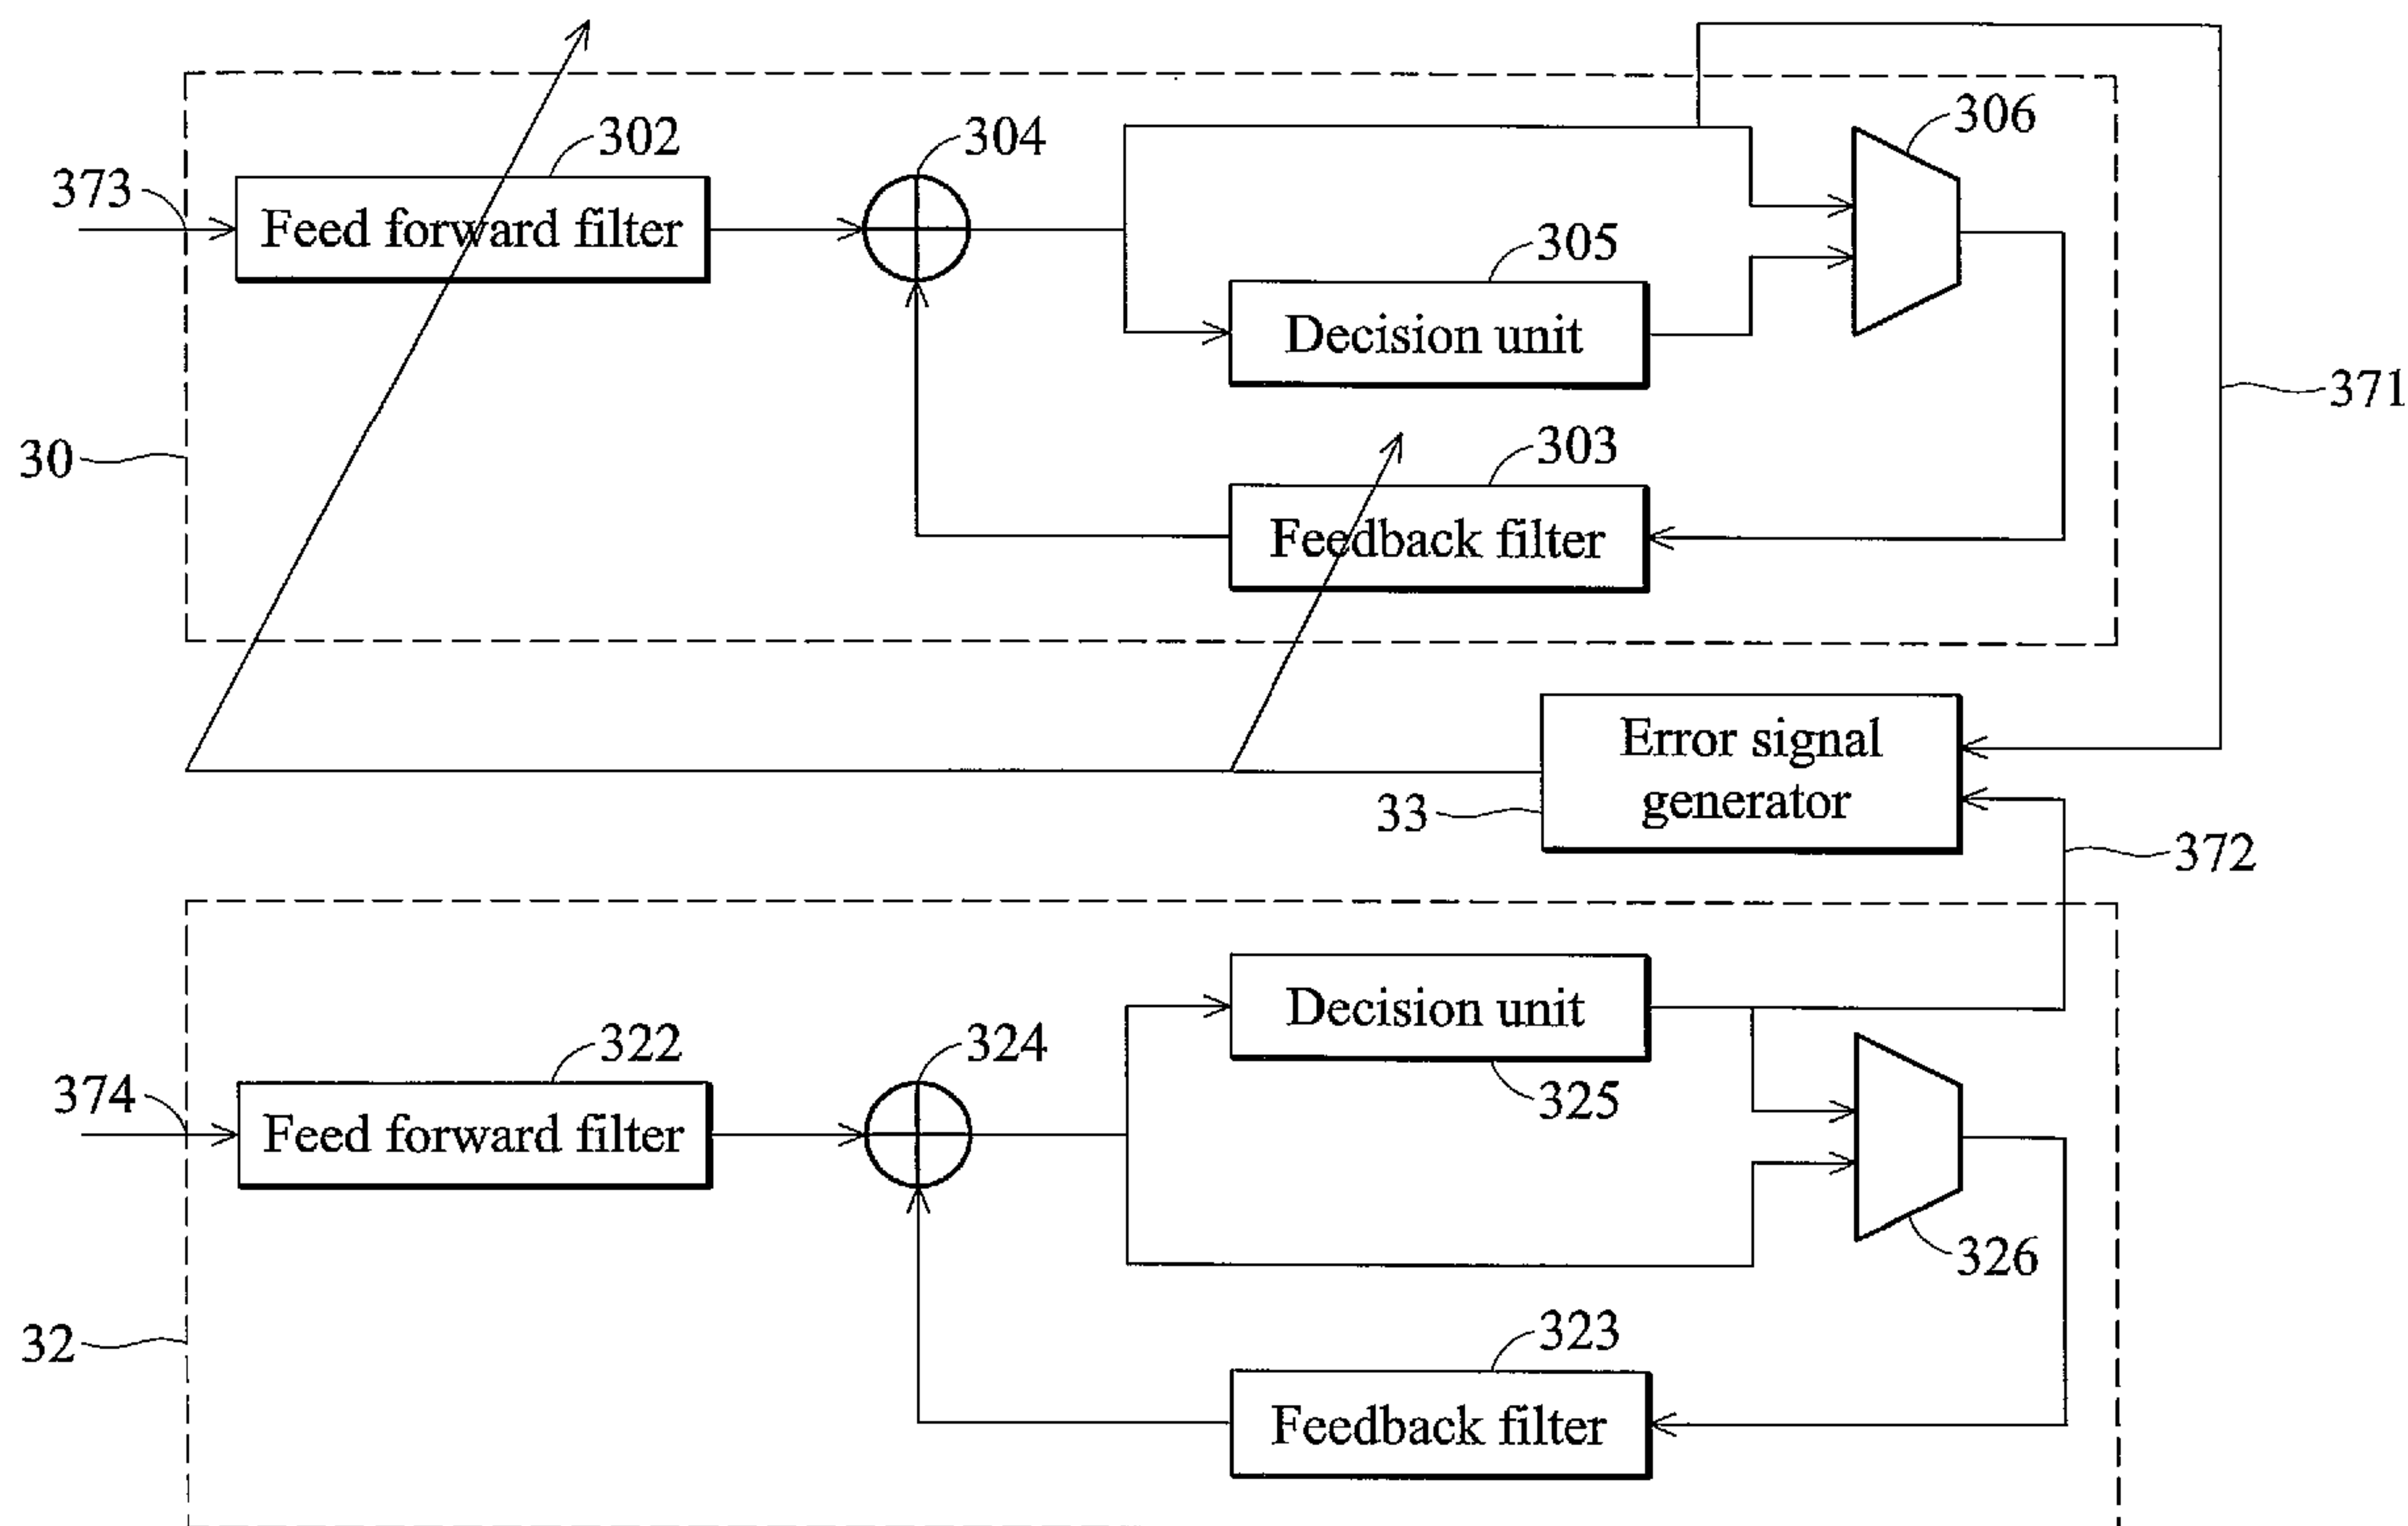 302
304
306
373
Feed forward filter
305
Decision unit
371
303
30
Feedback filter
Error signal
generator
33
372
Decision unit
322
324
325
374
Feed forward filter
326
323
32
Feedback filter